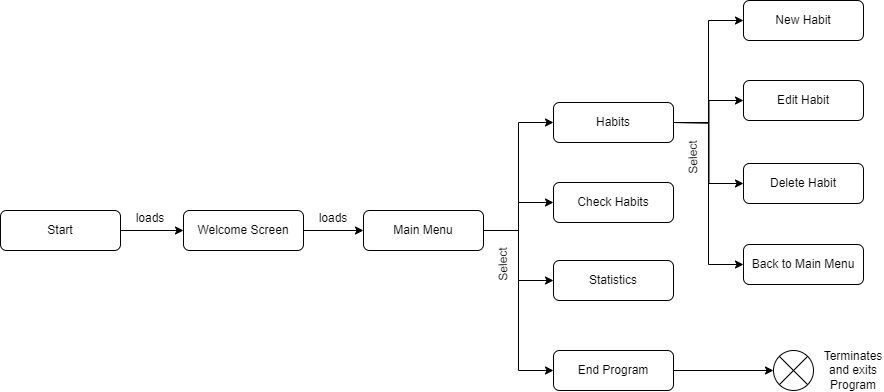 New Habit
Edit Habit
Habits
Select
Delete Habit
Check Habits
loads
loads
Start
Welcome Screen
Main Menu
Select
Back to Main Menu
Statistics
End Program
Terminates
and exits
Program